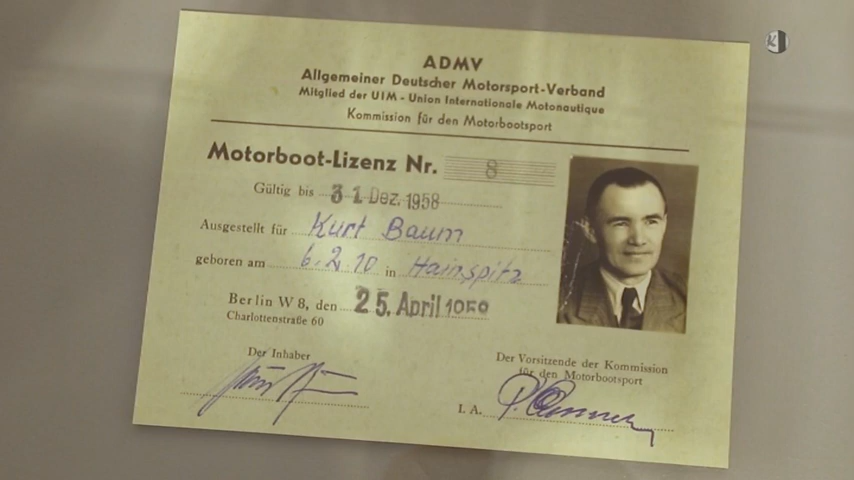 ADMV
Allgemeiner Deutscher Motorsport-Verband
Mitglied der UIM - Union Internationale Motonautique
Kommission für den Motorbootsport
Motorboot-Lizenz Nr. 8
Gültig bis 31. Dez. 1958
Ausgestellt für Kurt Baum
geboren am 6.2.10 in Hainspitz
Berlin W 8, den 25. April 1958
Charlottenstraße 60
Der Inhaber
Der Vorsitzende der Kommission
für den Motorbootsport
I. A.